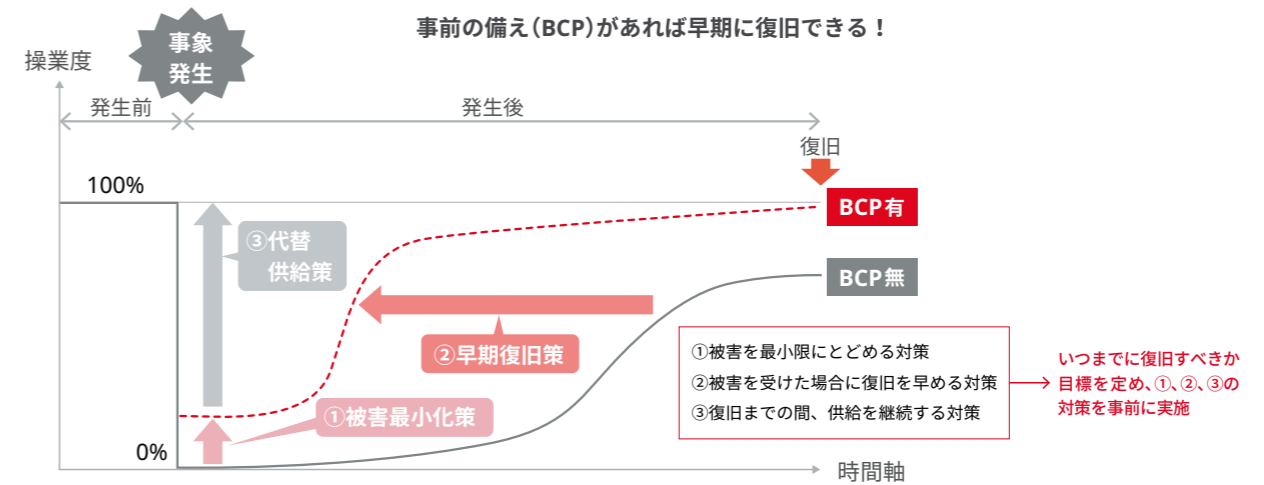 事前の備え（BCP）があれば早期に復旧できる！
操業度
事象
発生
発生前
発生後
復旧
100%
BCP有
③代替
供給策
BCP無
②早期復旧策
①被害最小化策
①被害を最小限にとどめる対策
②被害を受けた場合に復旧を早める対策
③復旧までの間、供給を継続する対策
いつまでに復旧すべきか
目標を定め、①、②、③の
対策を事前に実施
0%
時間軸